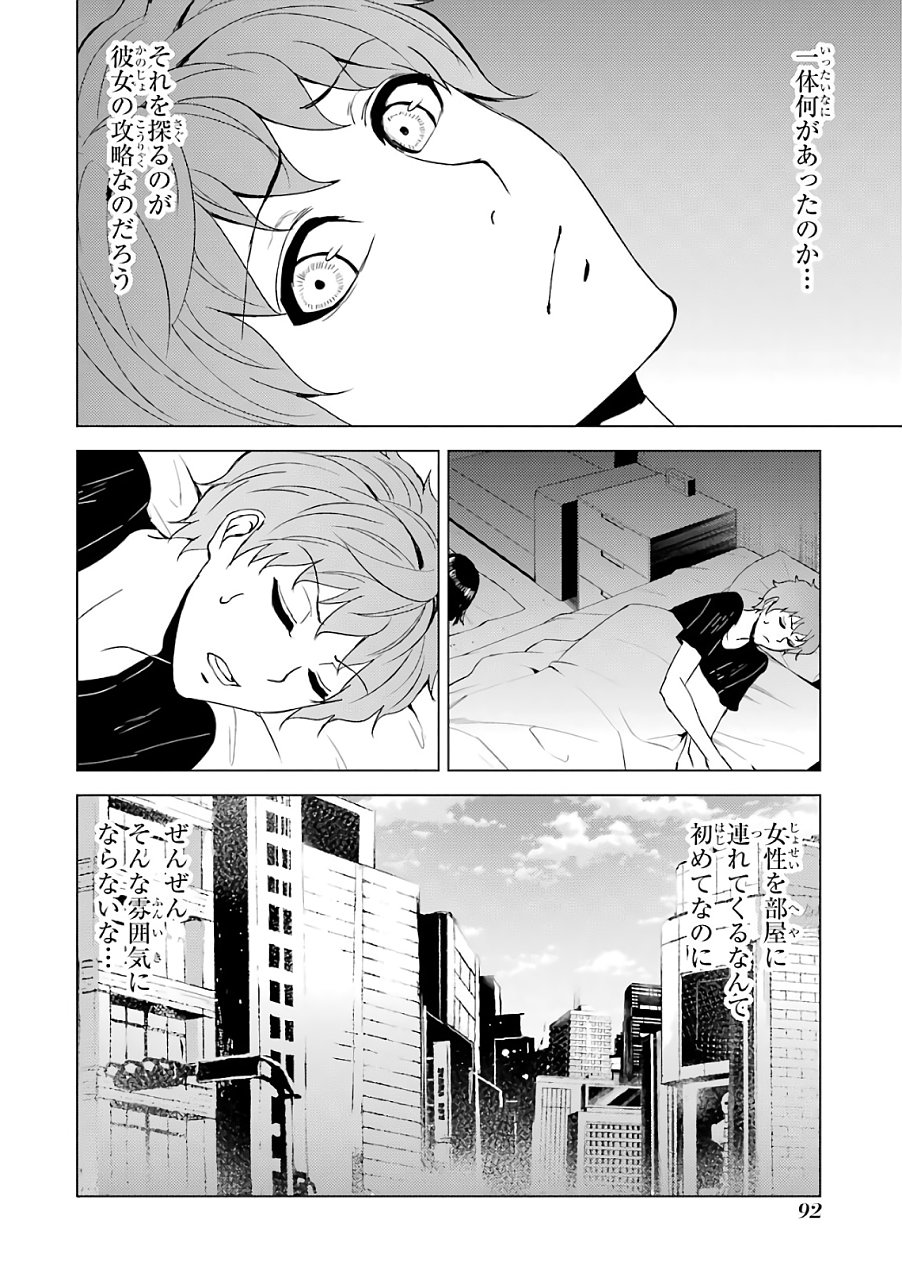 一体何があったのか…
それを探るのが
彼女の攻略なのだろう
女性を部屋に
連れてくるなんて
初めてなのに
ぜんぜん
そんな雰囲気に
ならないな…
92